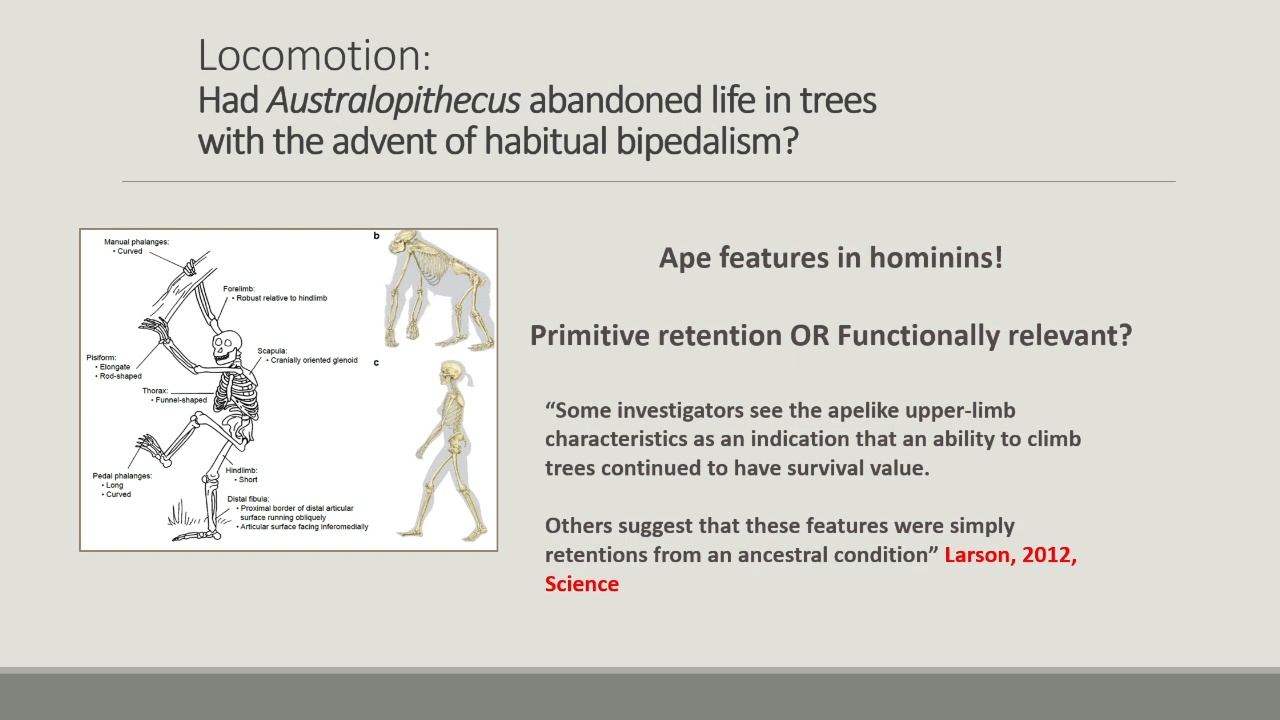 Locomotion:
Had Australopithecus abandoned life in trees
with the advent of habitual bipedalism?
Manual phalanges:
• Curved
Forelimb:
• Robust relative to hindlimb
Scapula:
• Cranially oriented glenoid
Pisiform:
• Elongate
• Rod-shaped
Thorax:
• Funnel-shaped
Pedal phalanges:
• Long
• Curved
Hindlimb:
• Short
Distal fibula:
• Proximal border of distal articular
surface running obliquely
• Articular surface facing inferomedially
b
c
Ape features in hominins!
Primitive retention OR Functionally relevant?
“Some investigators see the apelike upper-limb
characteristics as an indication that an ability to climb
trees continued to have survival value.
Others suggest that these features were simply
retentions from an ancestral condition” Larson, 2012,
Science